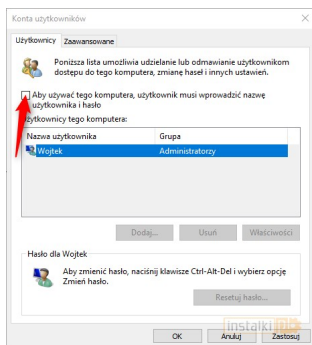 Konta użytkowników
Użytkownicy Zaawansowane
Poniższa lista umożliwia udzielanie lub odmawianie użytkownikom
dostępu do tego komputera, zmianę haseł i innych ustawień.
Aby używać tego komputera, użytkownik musi wprowadzić nazwę
użytkownika i hasło
Użytkownicy tego komputera:
Nazwa użytkownika Grupa
Wojtek Administratorzy
Dodaj... Usuń Właściwości
Hasło dla Wojtek
Aby zmienić hasło, naciśnij klawisze Ctrl-Alt-Del i wybierz opcję
Zmień hasło.
Resetuj hasło...
instalki
OK Anuluj Zastosuj